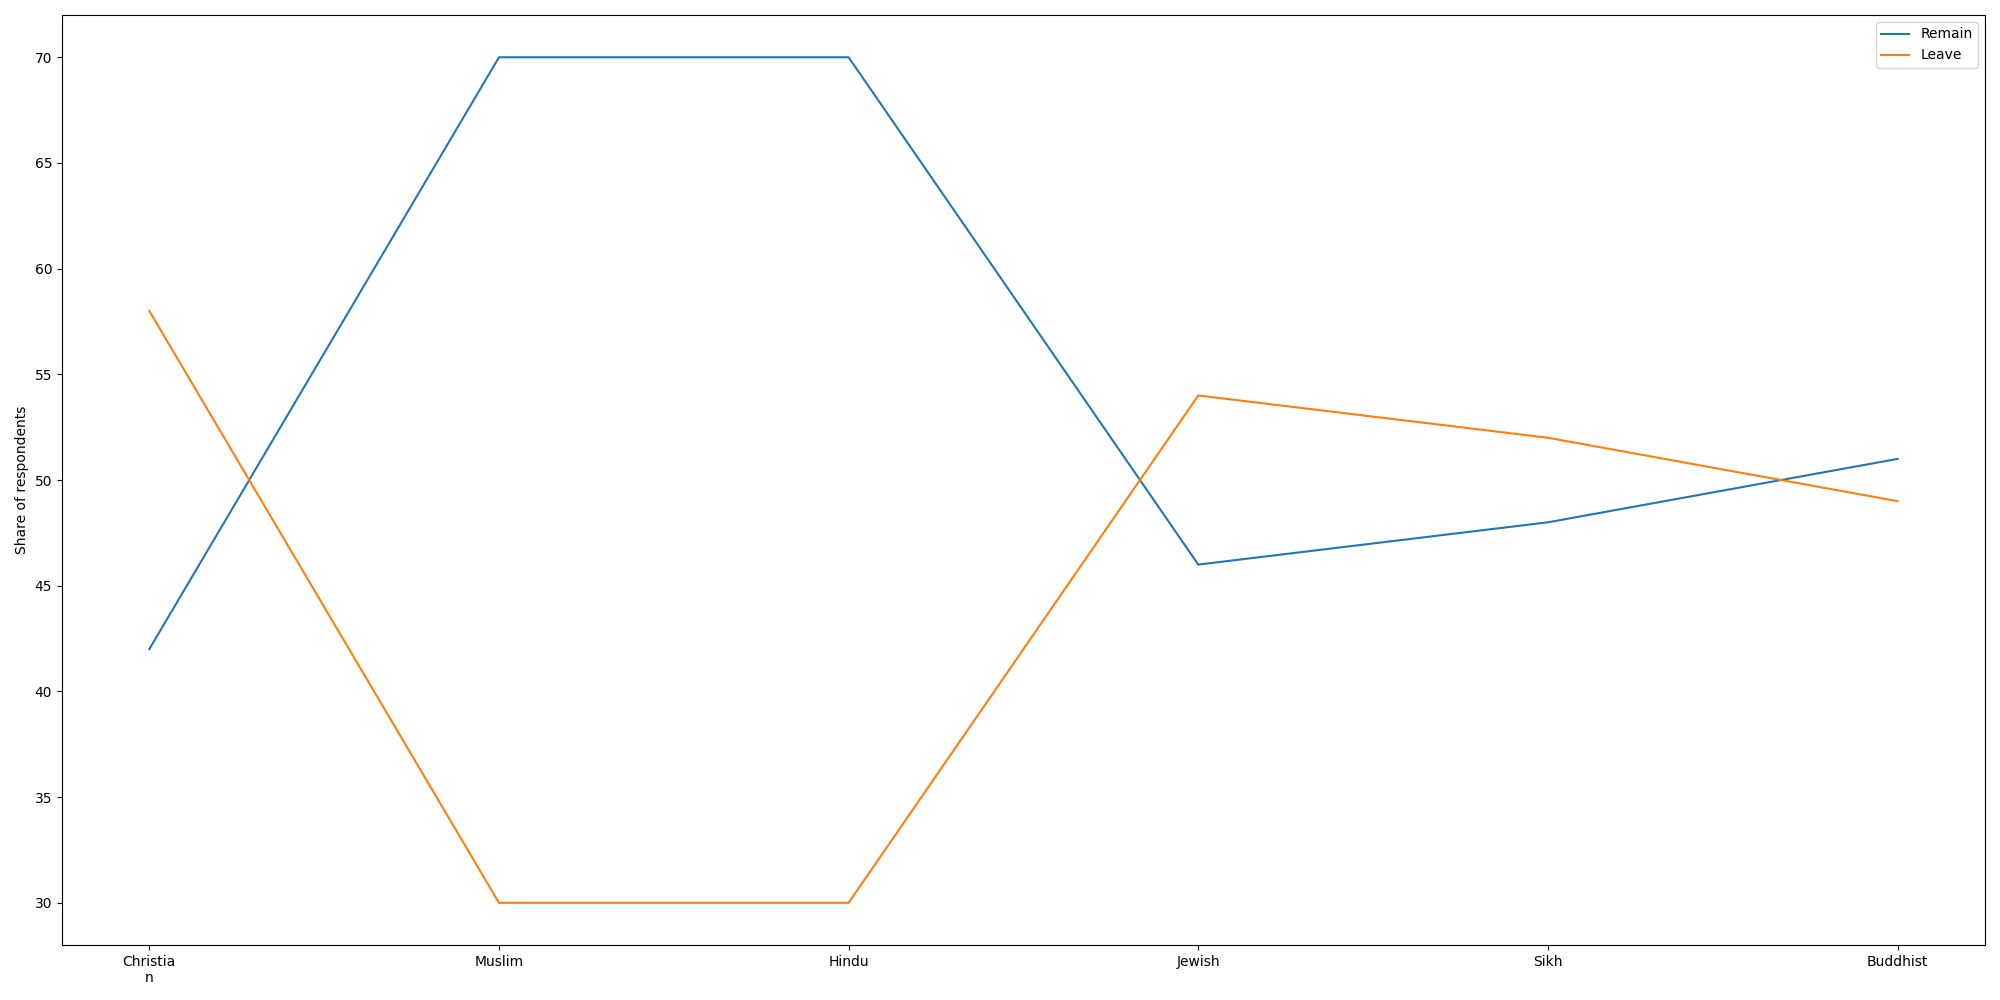 Remain
Leave
70
65
60
55
50
45
40
35
30
Share of respondents
Christia
n
Muslim
Hindu
Jewish
Sikh
Buddhist